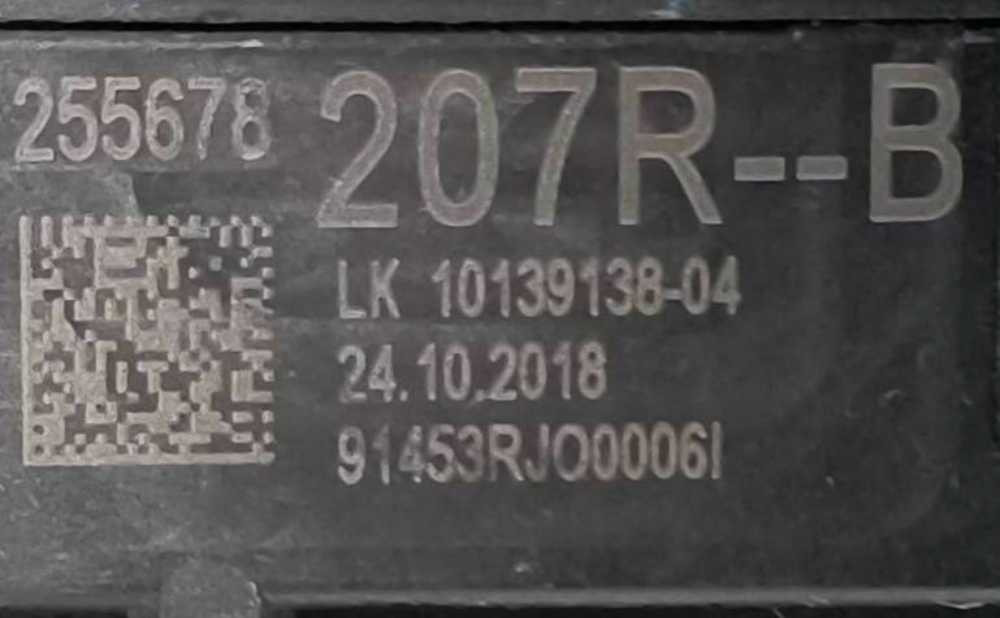 255678 207R--B
LK 10139138-04
24.10.2018
91453RJO0006I